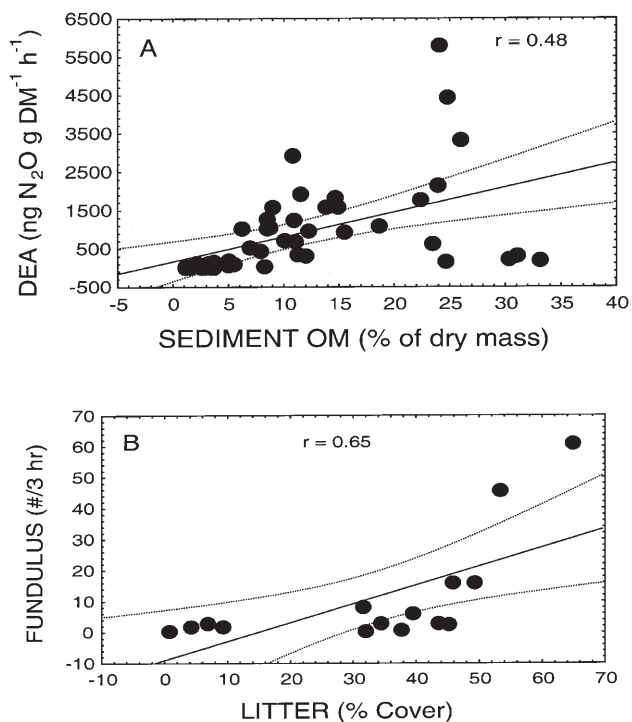 A
r = 0.48
6500
5500
4500
3500
2500
1500
500
-500
DEA (ng N₂O g DM⁻¹ h⁻¹)
-5 0 5 10 15 20 25 30 35 40
SEDIMENT OM (% of dry mass)
B
r = 0.65
70
60
50
40
30
20
10
0
-10
FUNDULUS (#/3 hr)
-10 0 10 20 30 40 50 60 70
LITTER (% Cover)